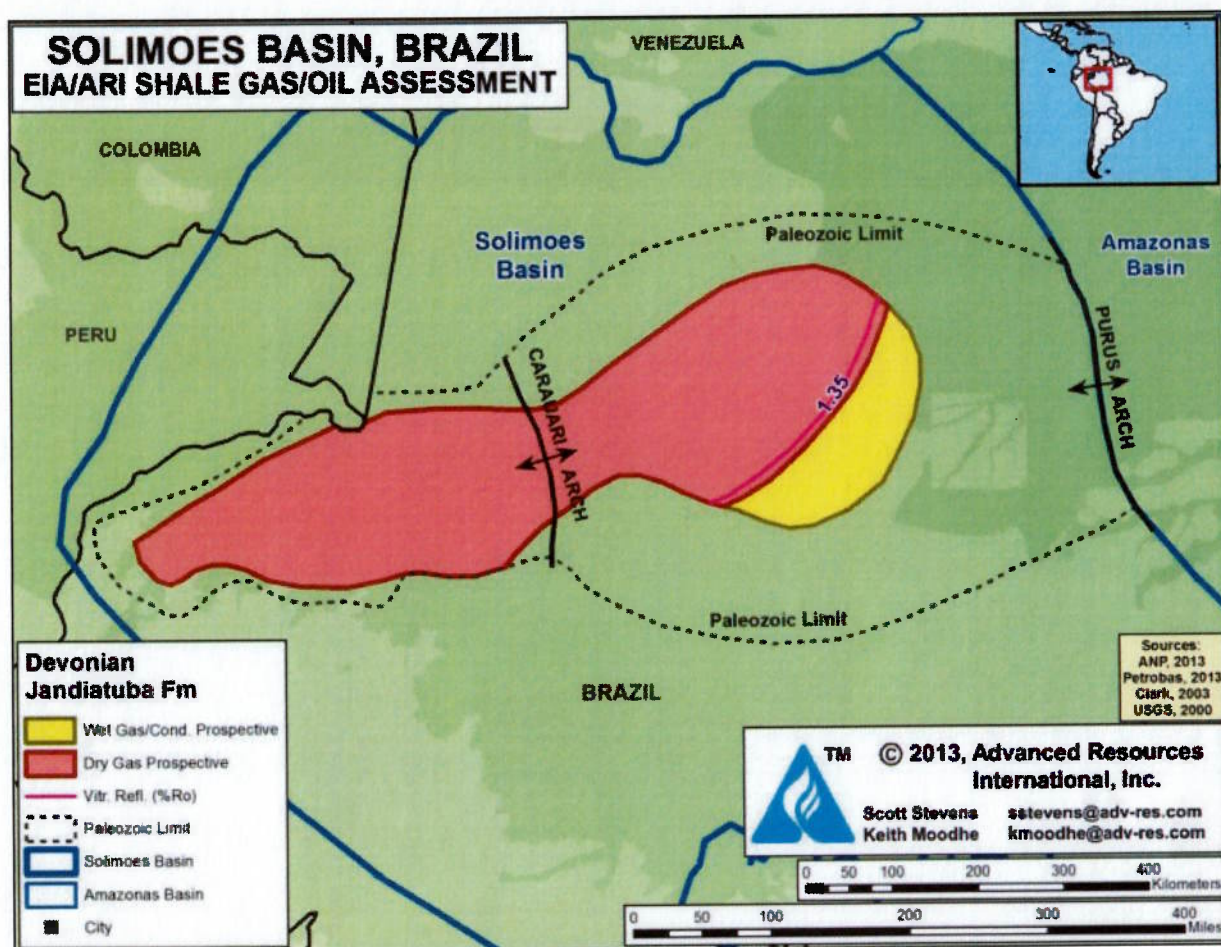 SOLIMOES BASIN, BRAZIL
EIA/ARI SHALE GAS/OIL ASSESSMENT
VENEZUELA
COLOMBIA
Solimoes
Basin
Paleozoic Limit
Amazonas
Basin
PERU
CARAUARI ARCH
1.35
PURUS ARCH
Paleozoic Limit
BRAZIL
Sources:
ANP, 2013
Petrobas, 2013
Clark, 2003
USGS, 2000
Devonian
Jandiatuba Fm
Wet Gas/Cond. Prospective
Dry Gas Prospective
Vitr. Refl. (%Ro)
Paleozoic Limit
Solimoes Basin
Amazonas Basin
City
TM
© 2013, Advanced Resources
International, Inc.
Scott Stevens sstevens@adv-res.com
Keith Moodhe kmoodhe@adv-res.com
0 50 100 200 300 400
Kilometers
0 50 100 200 300 400
Miles